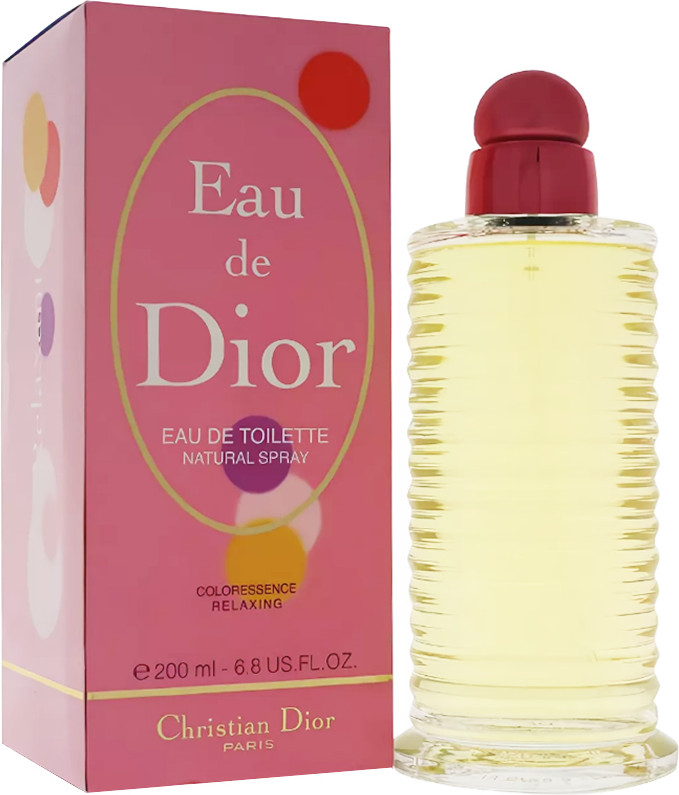 Eau
de
Dior
EAU DE TOILETTE
NATURAL SPRAY
COLORESSENCE
RELAXING
e 200 ml - 6.8 US.FL.OZ.
Christian Dior
PARIS